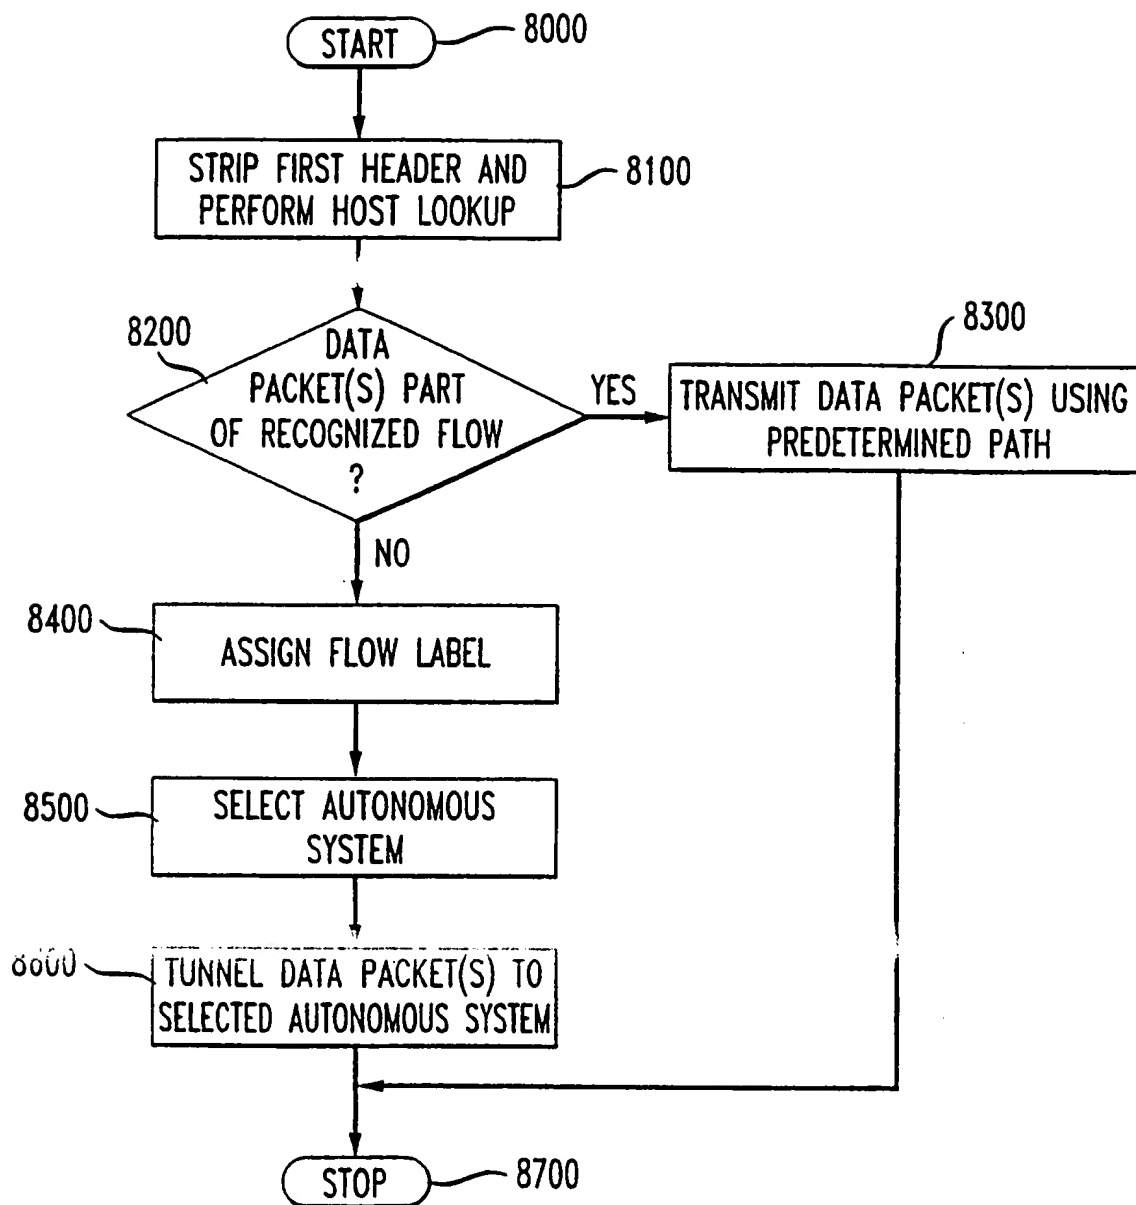 START
8000
STRIP FIRST HEADER AND
PERFORM HOST LOOKUP
8100
8200
DATA
PACKET(S) PART
OF RECOGNIZED FLOW
?
YES
8300
TRANSMIT DATA PACKET(S) USING
PREDETERMINED PATH
NO
8400
ASSIGN FLOW LABEL
8500
SELECT AUTONOMOUS
SYSTEM
8600
TUNNEL DATA PACKET(S) TO
SELECTED AUTONOMOUS SYSTEM
STOP
8700